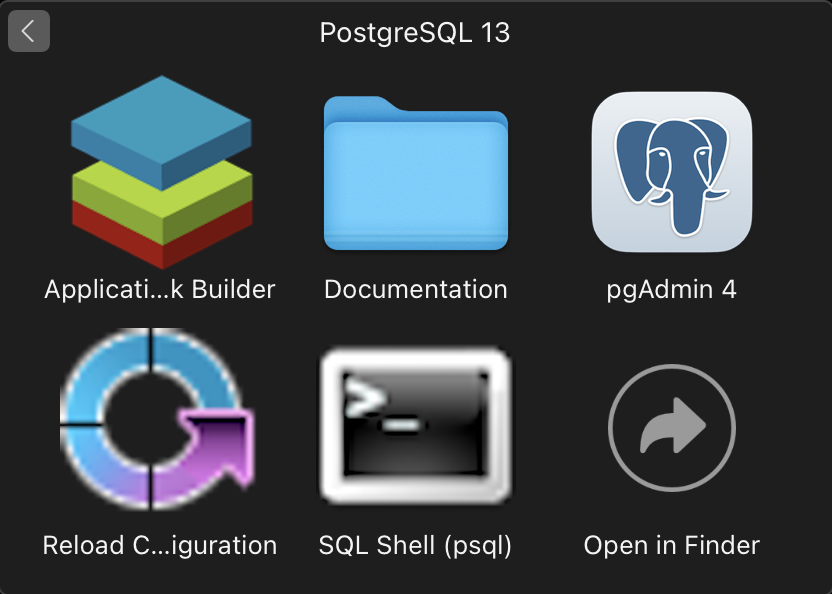 PostgreSQL 13
Applicati...k Builder
Documentation
pgAdmin 4
Reload C...iguration
SQL Shell (psql)
Open in Finder